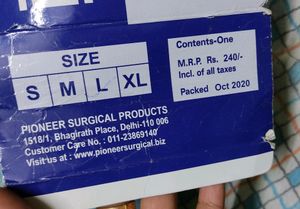 SIZE
S M L XL
Contents-One
M.R.P. Rs. 240/-
Incl. of all taxes
Packed Oct 2020
PIONEER SURGICAL PRODUCTS
1518/1, Bhagirath Place, Delhi-110 006
Customer Care No. : 011-23869140
Visit us at : www.pioneersurgical.biz